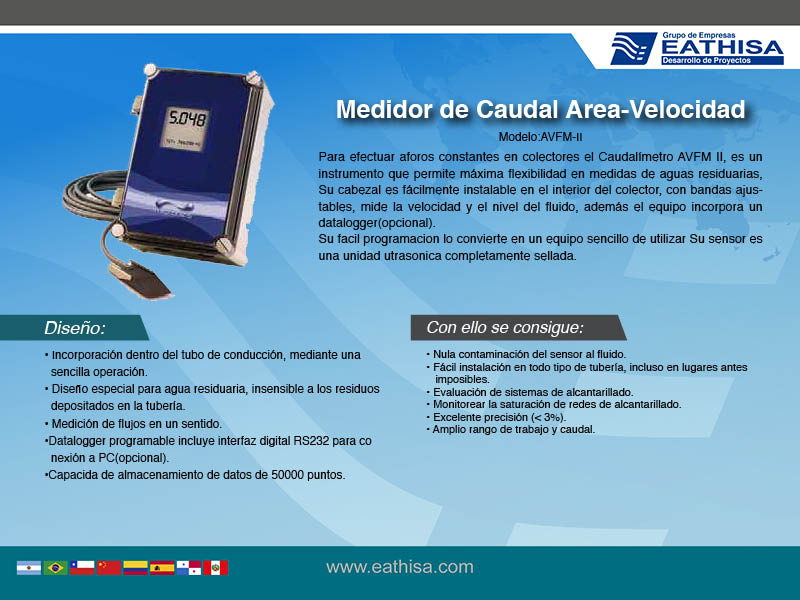 Grupo de Empresas
EATHISA
Desarrollo de Proyectos
5.048
Medidor de Caudal Area-Velocidad
Modelo:AVFM-II
Para efectuar aforos constantes en colectores el Caudalímetro AVFM II, es un
instrumento que permite máxima flexibilidad en medidas de aguas residuarias,
Su cabezal es fácilmente instalable en el interior del colector, con bandas ajus-
tables, mide la velocidad y el nivel del fluido, además el equipo incorpora un
datalogger(opcional).
Su facil programacion lo convierte en un equipo sencillo de utilizar Su sensor es
una unidad utrasonica completamente sellada.
Diseño:
• Incorporación dentro del tubo de conducción, mediante una
sencilla operación.
• Diseño especial para agua residuaria, insensible a los residuos
depositados en la tubería.
• Medición de flujos en un sentido.
•Datalogger programable incluye interfaz digital RS232 para co
nexión a PC(opcional).
•Capacida de almacenamiento de datos de 50000 puntos.
Con ello se consigue:
• Nula contaminación del sensor al fluido.
• Fácil instalación en todo tipo de tubería, incluso en lugares antes
imposibles.
• Evaluación de sistemas de alcantarillado.
• Monitorear la saturación de redes de alcantarillado.
• Excelente precisión (< 3%).
• Amplio rango de trabajo y caudal.
www.eathisa.com